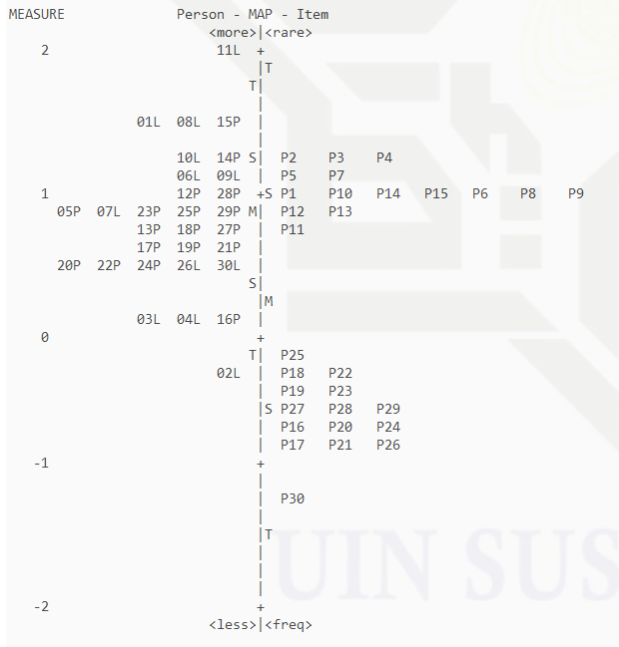 MEASURE Person - MAP - Item
<more>|<rare>
2 11L +
|T
T|
|
01L 08L 15P |
|
10L 14P S| P2 P3 P4
06L 09L | P5 P7
1 12P 28P +S P1 P10 P14 P15 P6 P8 P9
05P 07L 23P 25P 29P M| P12 P13
13P 18P 27P | P11
17P 19P 21P |
20P 22P 24P 26L 30L |
S|
|M
03L 04L 16P |
0 +
T| P25
02L | P18 P22
| P19 P23
|S P27 P28 P29
| P16 P20 P24
| P17 P21 P26
-1 +
|
| P30
|
|T
|
|
|
-2 +
<less>|<freq>
UIN SUS